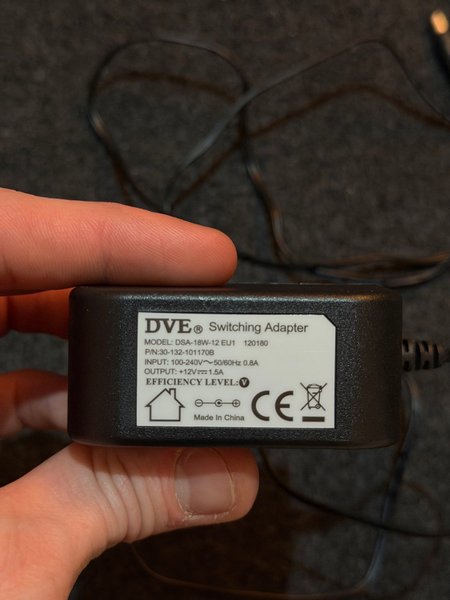 DVE® Switching Adapter
MODEL: DSA-18W-12 EU1 120180
P/N:30-132-101170B
INPUT: 100-240V~50/60Hz 0.8A
OUTPUT: +12V⎓1.5A
EFFICIENCY LEVEL: V
Made In China
CE